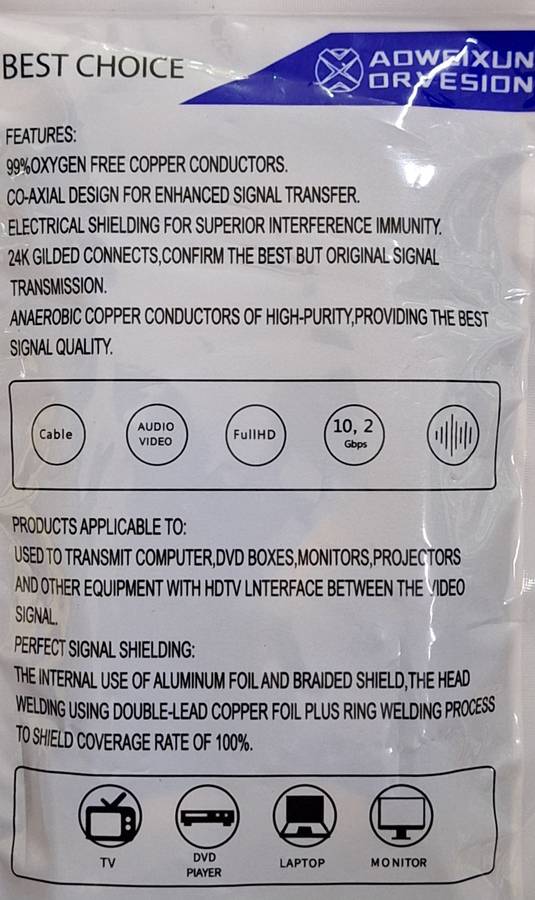 BEST CHOICE
AOWEIXUN
ORVESION
FEATURES:
99%OXYGEN FREE COPPER CONDUCTORS.
CO-AXIAL DESIGN FOR ENHANCED SIGNAL TRANSFER.
ELECTRICAL SHIELDING FOR SUPERIOR INTERFERENCE IMMUNITY.
24K GILDED CONNECTS,CONFIRM THE BEST BUT ORIGINAL SIGNAL
TRANSMISSION.
ANAEROBIC COPPER CONDUCTORS OF HIGH-PURITY,PROVIDING THE BEST
SIGNAL QUALITY.
Cable
AUDIO
VIDEO
FullHD
10, 2
Gbps
PRODUCTS APPLICABLE TO:
USED TO TRANSMIT COMPUTER,DVD BOXES,MONITORS,PROJECTORS
AND OTHER EQUIPMENT WITH HDTV LNTERFACE BETWEEN THE VIDEO
SIGNAL.
PERFECT SIGNAL SHIELDING:
THE INTERNAL USE OF ALUMINUM FOIL AND BRAIDED SHIELD,THE HEAD
WELDING USING DOUBLE-LEAD COPPER FOIL PLUS RING WELDING PROCESS
TO SHIELD COVERAGE RATE OF 100%.
TV
DVD
PIAYER
LAPTOP
MONITOR